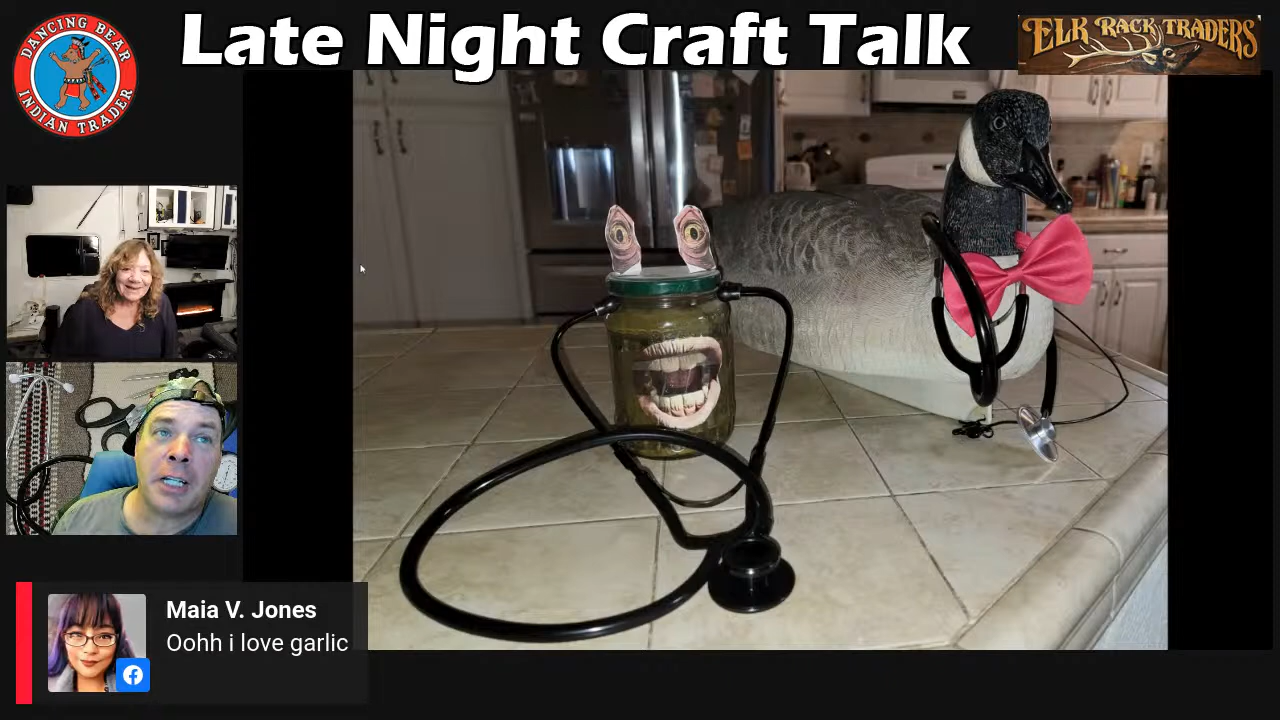 DANCING BEAR
INDIAN TRADER
Late Night Craft Talk
ELK RACK TRADERS
Maia V. Jones
Oohh i love garlic